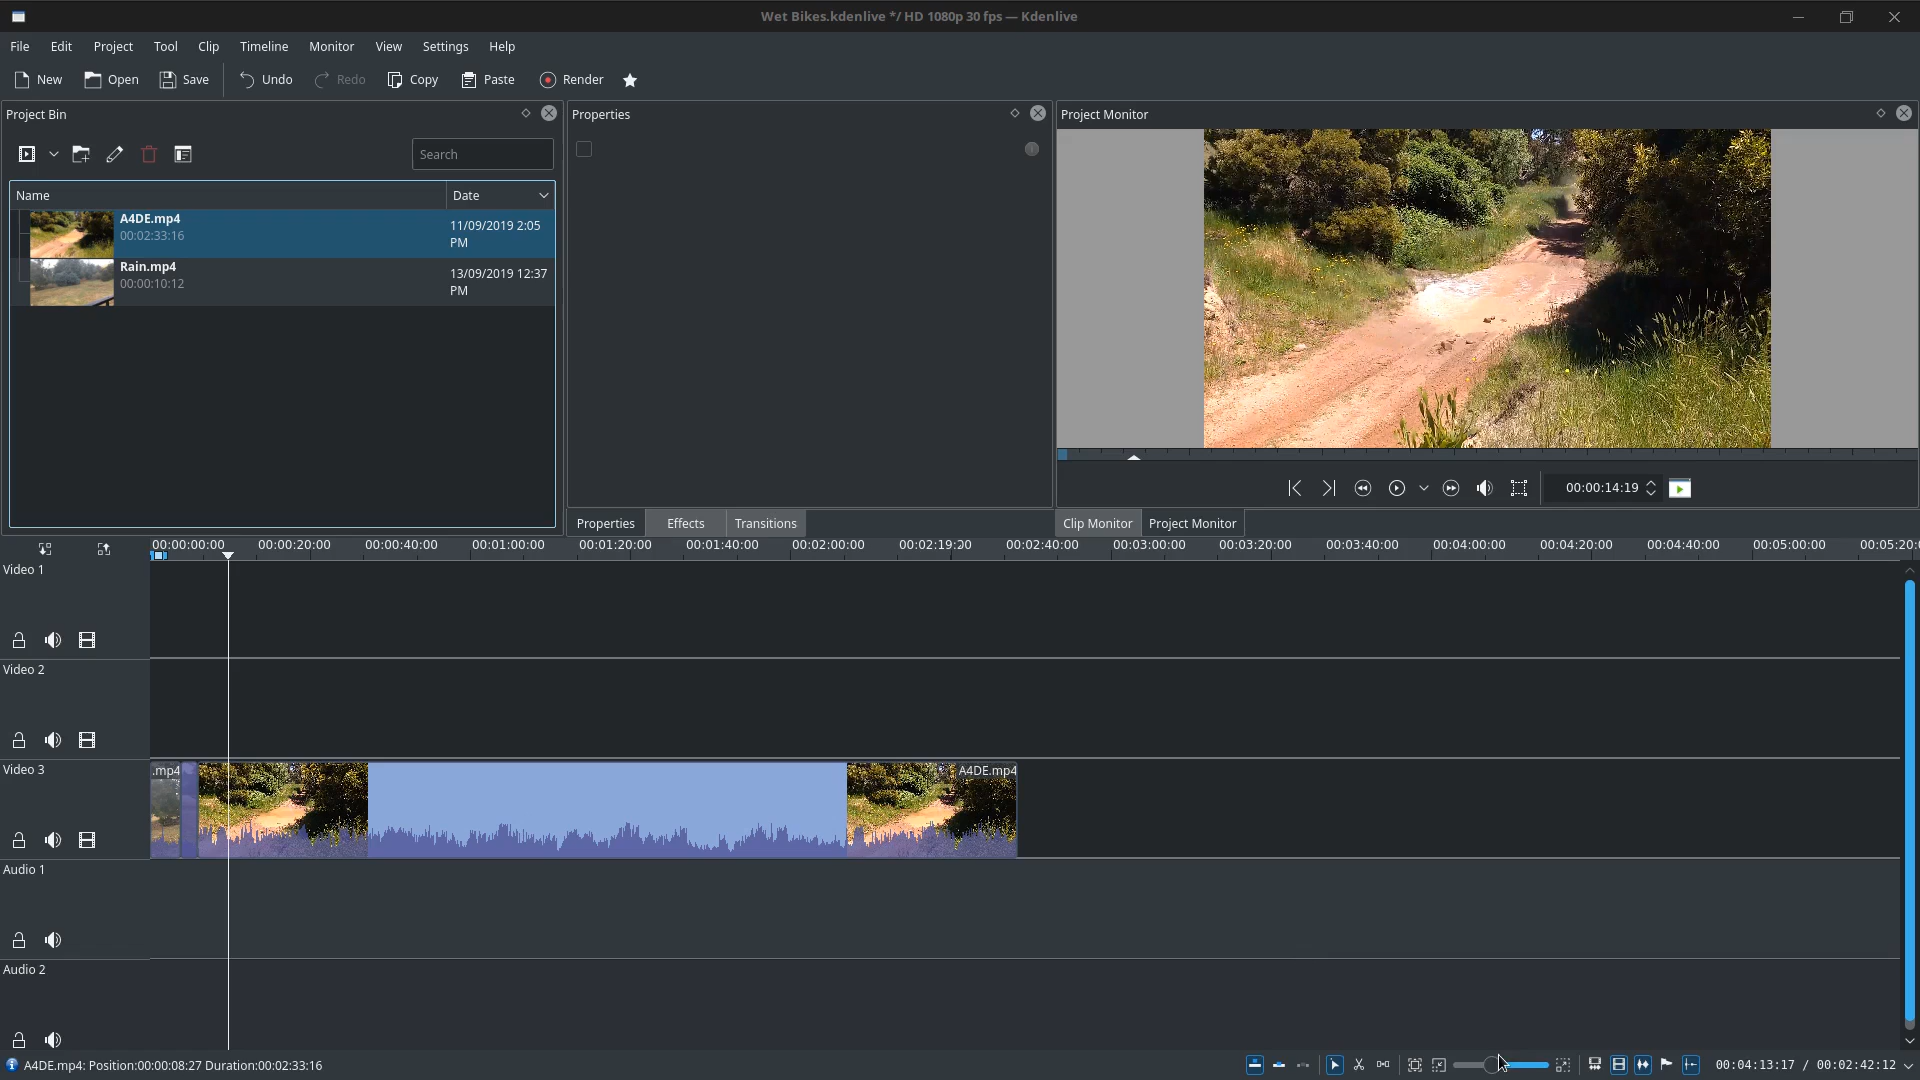 Wet Bikes.kdenlive */ HD 1080p 30 fps — Kdenlive
File Edit Project Tool Clip Timeline Monitor View Settings Help
New Open Save Undo Redo Copy Paste Render
Project Bin
Properties
Project Monitor
Search
Name Date
A4DE.mp4
00:02:33:16
11/09/2019 2:05
PM
Rain.mp4
00:00:10:12
13/09/2019 12:37
PM
00:00:14:19
Properties Effects Transitions
Clip Monitor Project Monitor
00:00:00:00 00:00:20:00 00:00:40:00 00:01:00:00 00:01:20:00 00:01:40:00 00:02:00:00 00:02:19:20 00:02:40:00 00:03:00:00 00:03:20:00 00:03:40:00 00:04:00:00 00:04:20:00 00:04:40:00 00:05:00:00 00:05:20:0
Video 1
Video 2
Video 3
.mp4
A4DE.mp4
Audio 1
Audio 2
A4DE.mp4: Position:00:00:08:27 Duration:00:02:33:16
00:04:13:17 / 00:02:42:12